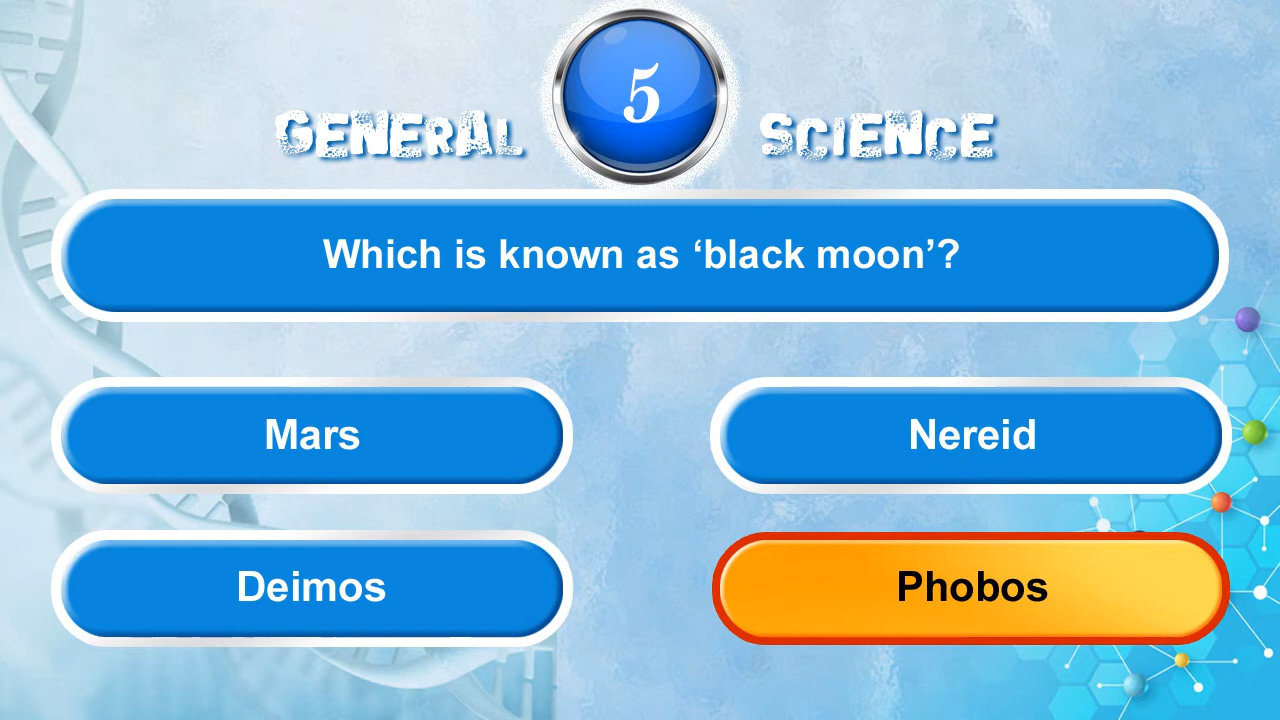 5
GENERAL SCIENCE
Which is known as ‘black moon’?
Mars
Nereid
Deimos
Phobos